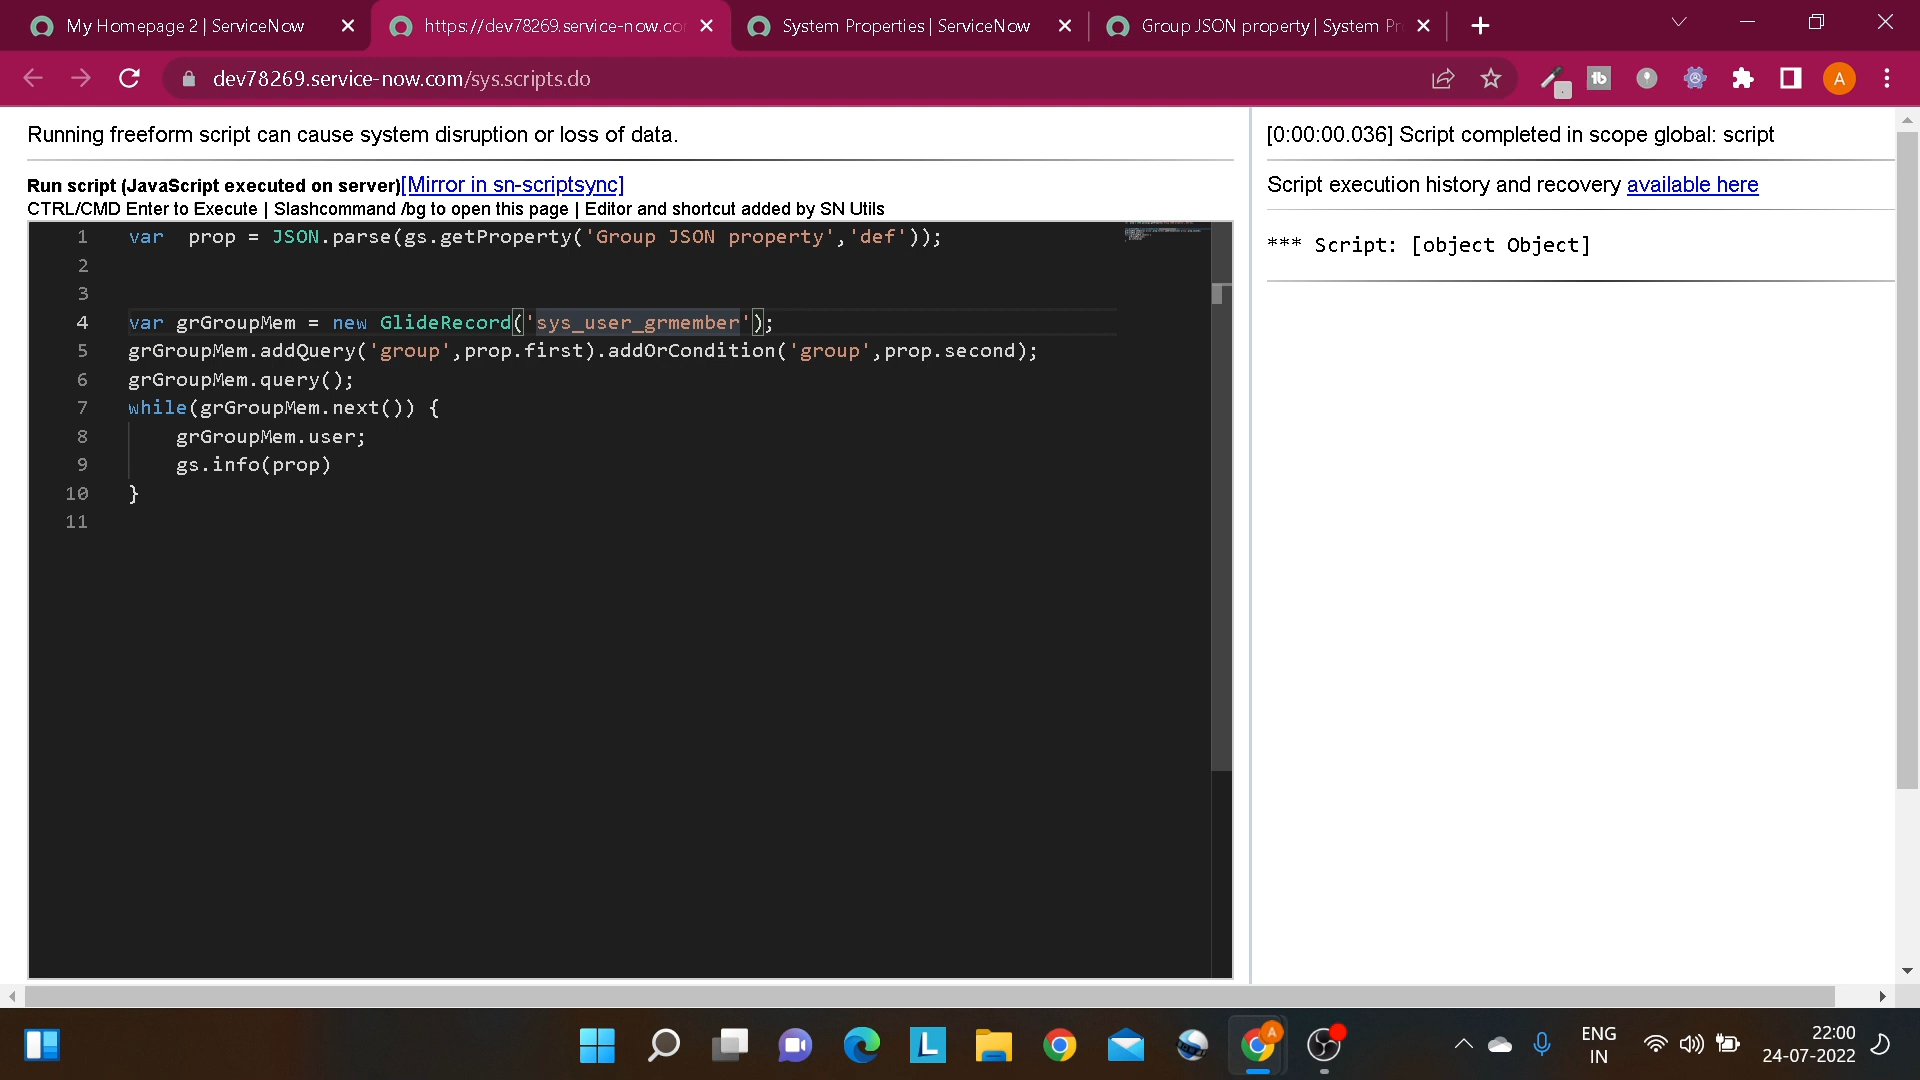 My Homepage 2 | ServiceNow
https://dev78269.service-now.co
System Properties | ServiceNow
Group JSON property | System Pr
dev78269.service-now.com/sys.scripts.do
A
Running freeform script can cause system disruption or loss of data.
Run script (JavaScript executed on server)[Mirror in sn-scriptsync]
CTRL/CMD Enter to Execute | Slashcommand /bg to open this page | Editor and shortcut added by SN Utils
1 var  prop = JSON.parse(gs.getProperty('Group JSON property','def'));
2
3
4 var grGroupMem = new GlideRecord('sys_user_grmember');
5 grGroupMem.addQuery('group',prop.first).addOrCondition('group',prop.second);
6 grGroupMem.query();
7 while(grGroupMem.next()) {
8     grGroupMem.user;
9     gs.info(prop)
10 }
11
[0:00:00.036] Script completed in scope global: script
Script execution history and recovery available here
*** Script: [object Object]
L
A
ENG
IN
22:00
24-07-2022